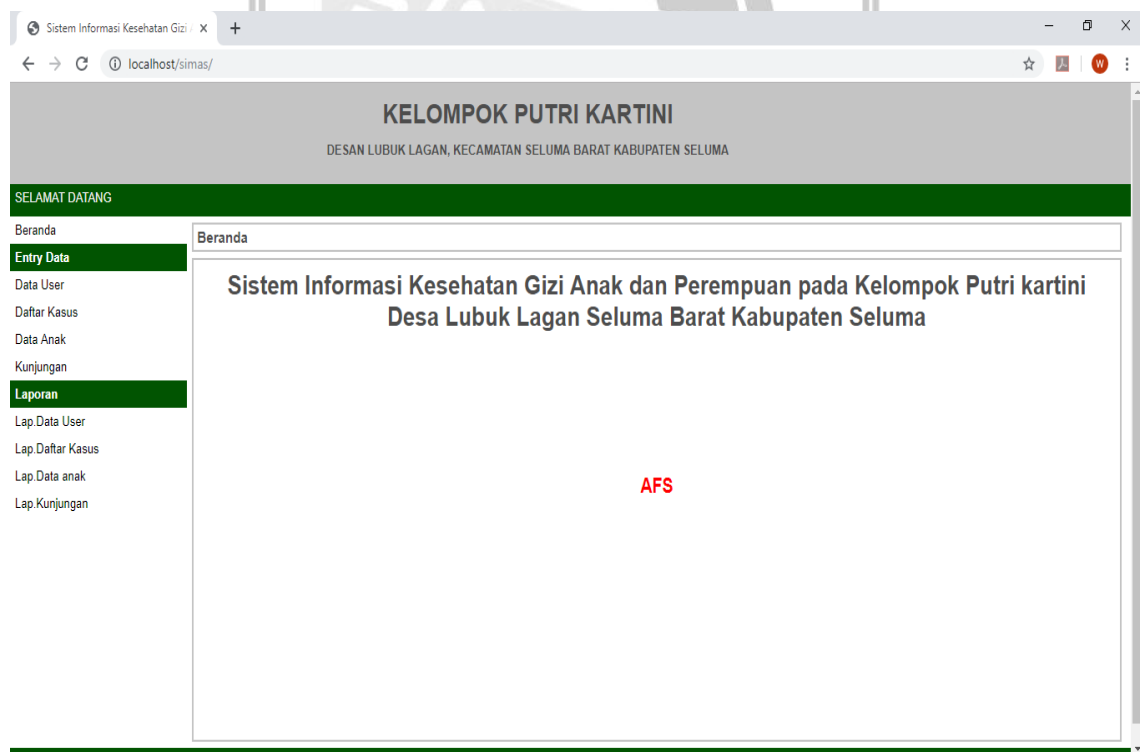 Sistem Informasi Kesehatan Gizi
localhost/simas/
W
KELOMPOK PUTRI KARTINI
DESAN LUBUK LAGAN, KECAMATAN SELUMA BARAT KABUPATEN SELUMA
SELAMAT DATANG
Beranda
Entry Data
Data User
Daftar Kasus
Data Anak
Kunjungan
Laporan
Lap.Data User
Lap.Daftar Kasus
Lap.Data anak
Lap.Kunjungan
Beranda
Sistem Informasi Kesehatan Gizi Anak dan Perempuan pada Kelompok Putri kartini
Desa Lubuk Lagan Seluma Barat Kabupaten Seluma
AFS